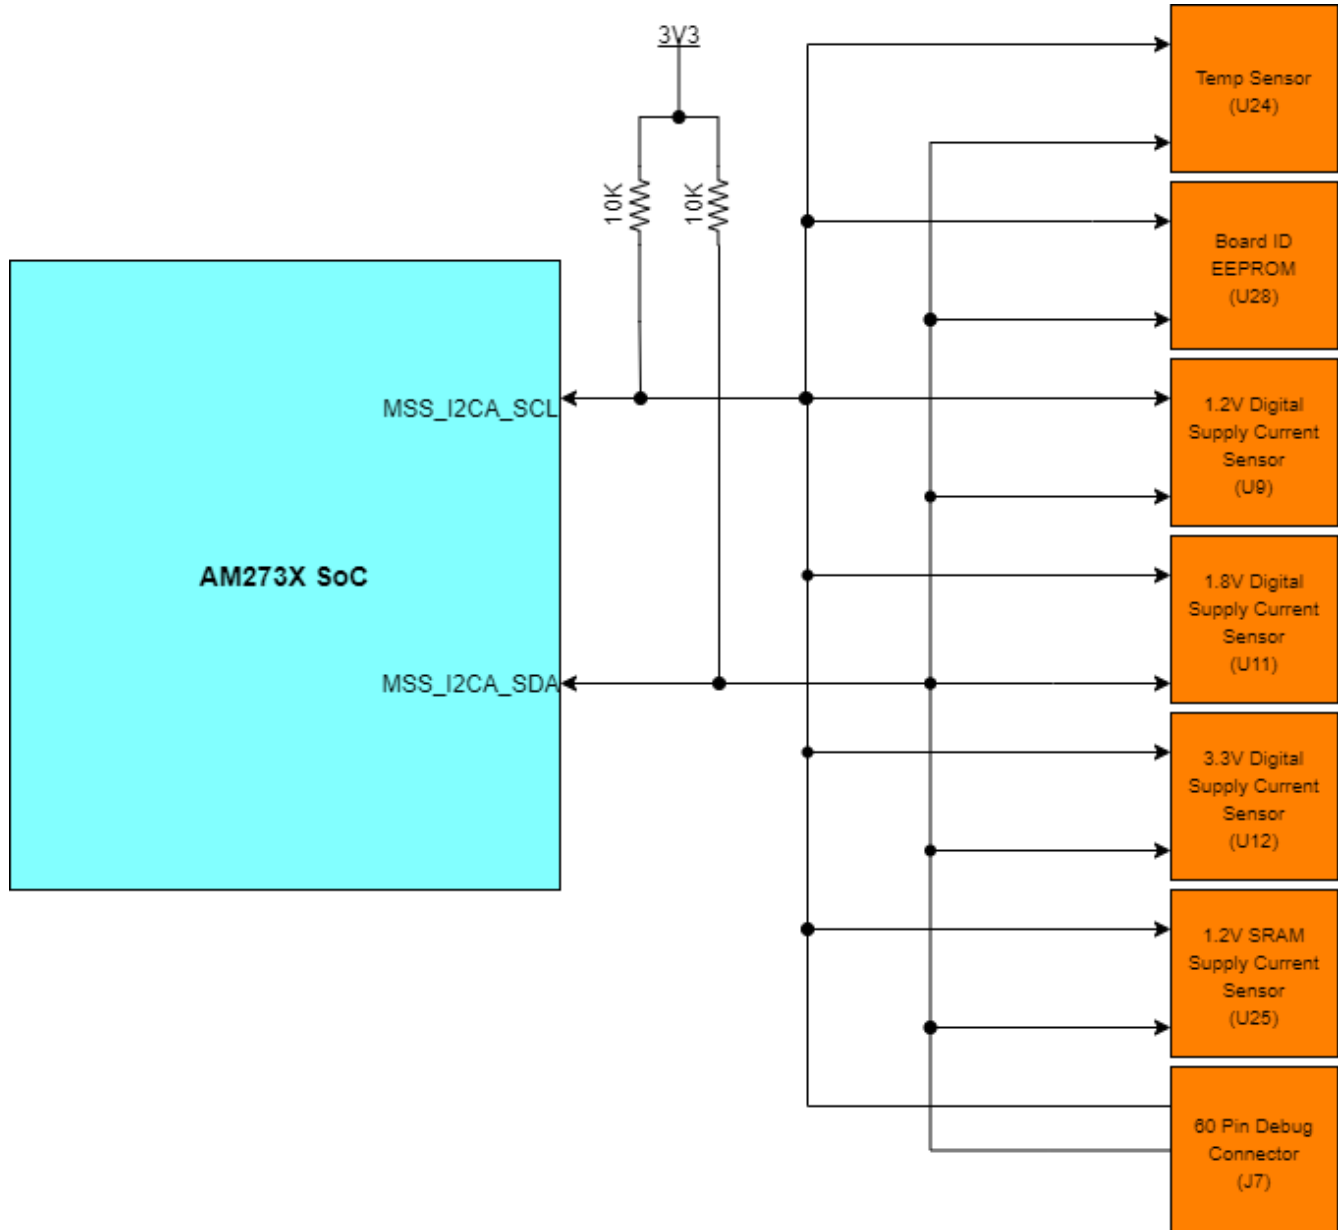 3V3
10K
10K
Temp Sensor
(U24)
Board ID
EEPROM
(U28)
MSS_I2CA_SCL
1.2V Digital
Supply Current
Sensor
(U9)
AM273X SoC
1.8V Digital
Supply Current
Sensor
(U11)
MSS_I2CA_SDA
3.3V Digital
Supply Current
Sensor
(U12)
1.2V SRAM
Supply Current
Sensor
(U25)
60 Pin Debug
Connector
(J7)